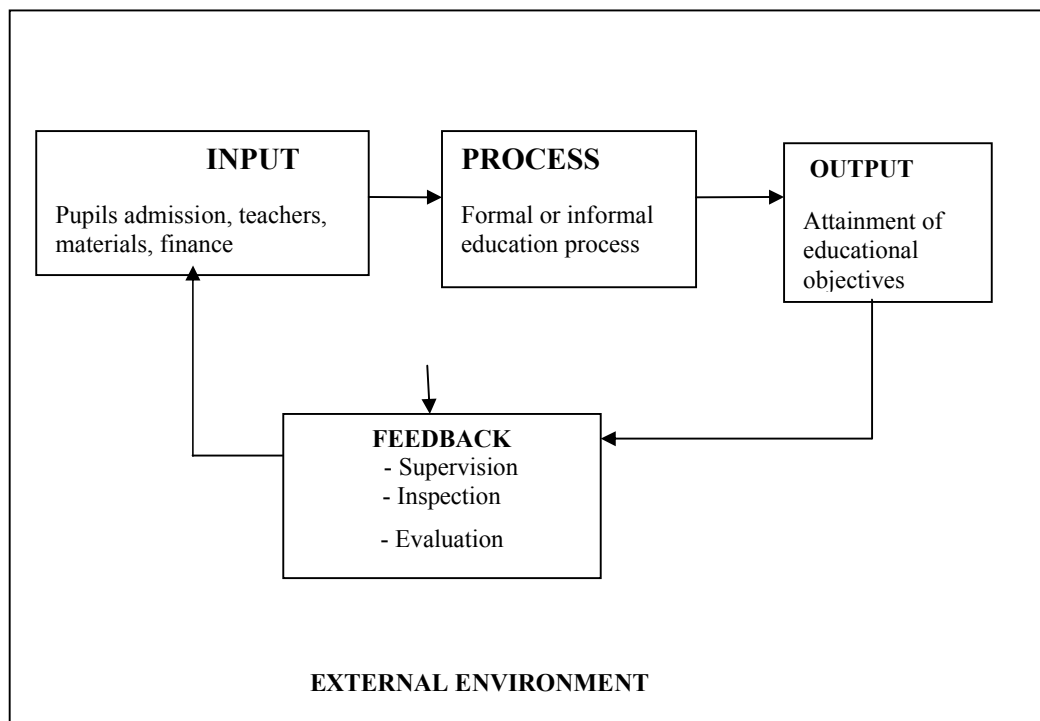 INPUT
Pupils admission, teachers,
materials, finance
PROCESS
Formal or informal
education process
OUTPUT
Attainment of
educational
objectives
FEEDBACK
- Supervision
- Inspection
- Evaluation
EXTERNAL ENVIRONMENT